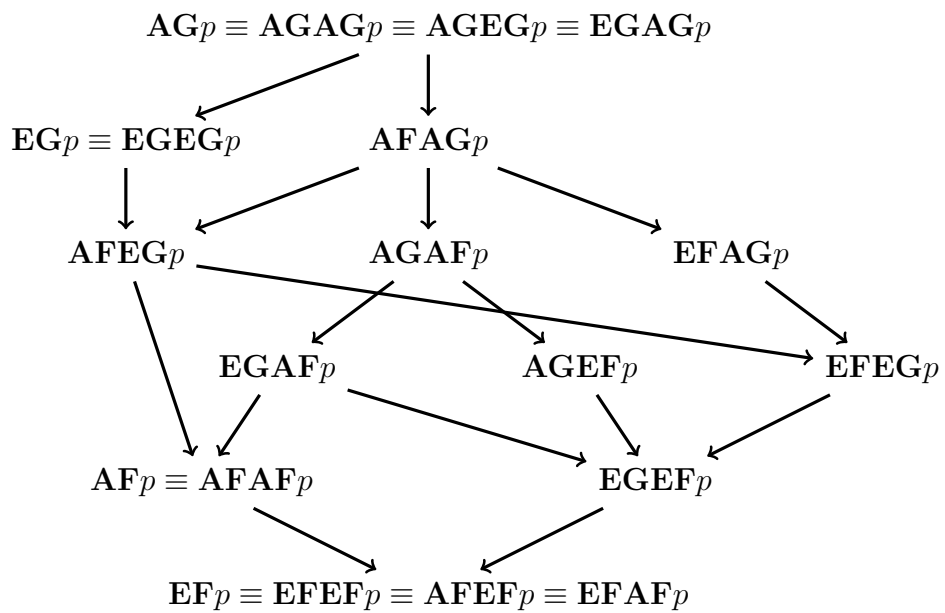 AGp ≡ AGAGp ≡ AGEGp ≡ EGAGp
EGp ≡ EGEGp AFAGp
AFEGp AGAFp EFAGp
EGAFp AGEFp EFEGp
AFp ≡ AFAFp EGEFp
EFp ≡ EFEFp ≡ AFEFp ≡ EFAFp